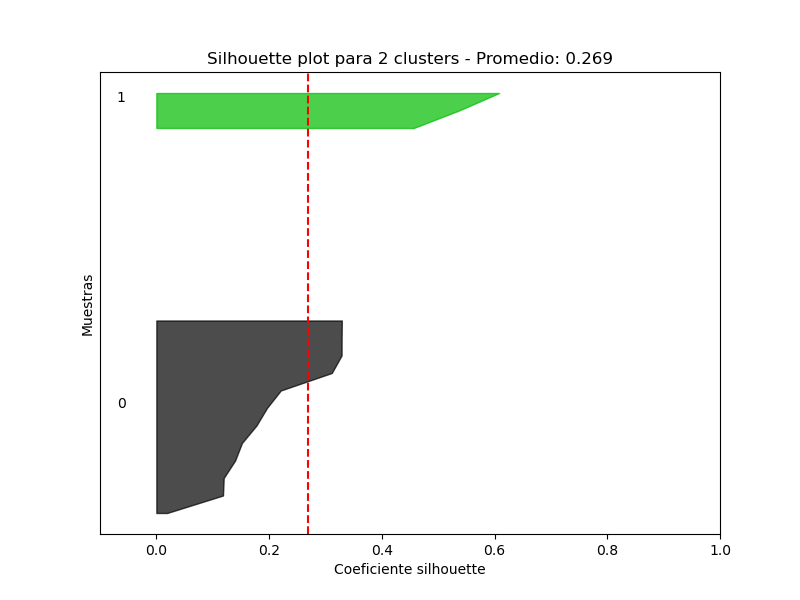 Silhouette plot para 2 clusters - Promedio: 0.269
1
Muestras
0
0.0 0.2 0.4 0.6 0.8 1.0
Coeficiente silhouette